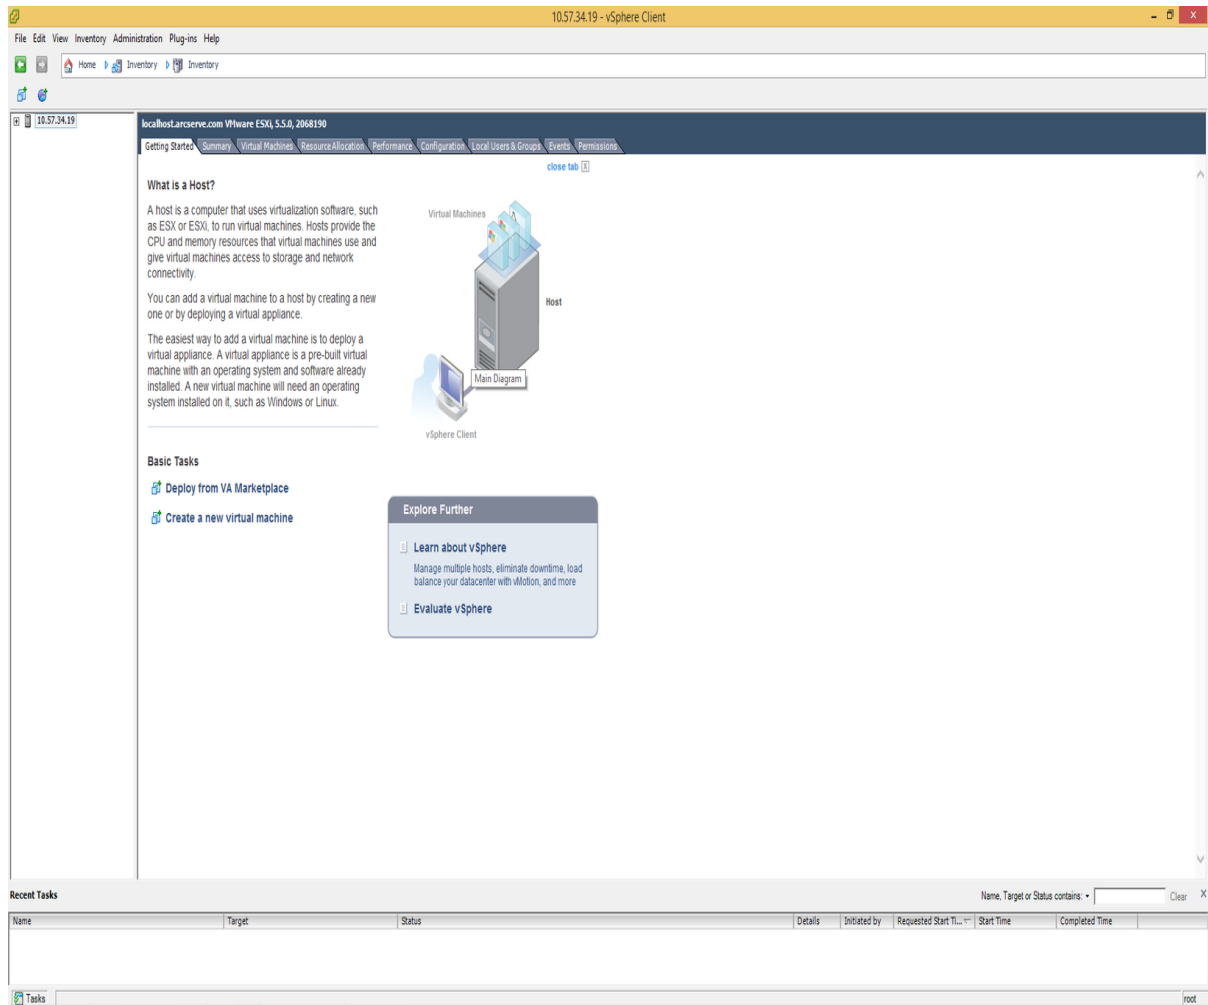 10.57.34.19 - vSphere Client
File Edit View Inventory Administration Plug-ins Help
Home Inventory Inventory
10.57.34.19
localhost.arcserve.com VMware ESXi, 5.5.0, 2068190
Getting Started Summary Virtual Machines Resource Allocation Performance Configuration Local Users & Groups Events Permissions
close tab X
What is a Host?
A host is a computer that uses virtualization software, such
as ESX or ESXi, to run virtual machines. Hosts provide the
CPU and memory resources that virtual machines use and
give virtual machines access to storage and network
connectivity.
You can add a virtual machine to a host by creating a new
one or by deploying a virtual appliance.
The easiest way to add a virtual machine is to deploy a
virtual appliance. A virtual appliance is a pre-built virtual
machine with an operating system and software already
installed. A new virtual machine will need an operating
system installed on it, such as Windows or Linux.
Virtual Machines
Host
Main Diagram
vSphere Client
Basic Tasks
Deploy from VA Marketplace
Create a new virtual machine
Explore Further
Learn about vSphere
Manage multiple hosts, eliminate downtime, load
balance your datacenter with vMotion, and more
Evaluate vSphere
Recent Tasks
Name, Target or Status contains: Clear X
Name Target Status Details Initiated by Requested Start Ti... Start Time Completed Time
Tasks
root